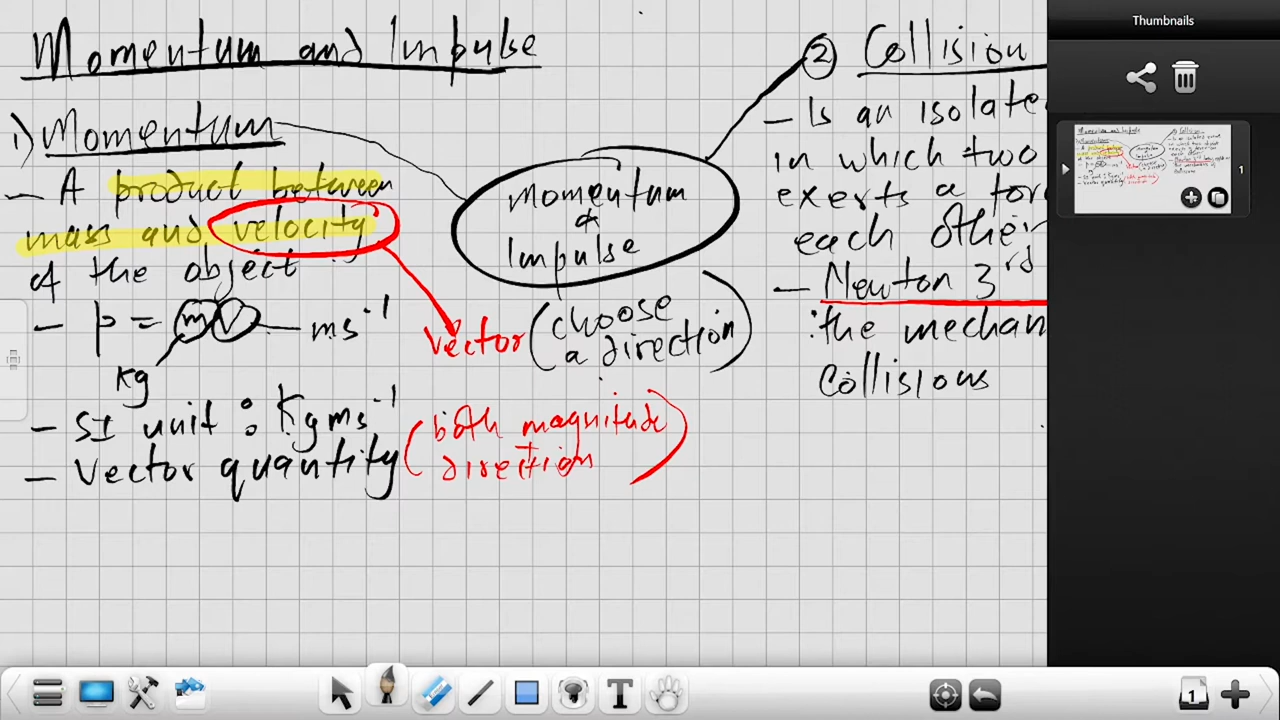 Momentum and Impulse
1) Momentum
- A product between
mass and velocity
of the object
- p = mv
ms⁻¹
kg
- SI unit : Kgms⁻¹
- Vector quantity (both magnitude
direction)
momentum
&
Impulse
Vector (choose
a direction)
2 Collision
- Is an isolate
in which two
exerts a for
each other
- Newton 3rd
: the mechan
collisions
Thumbnails
1
1
T